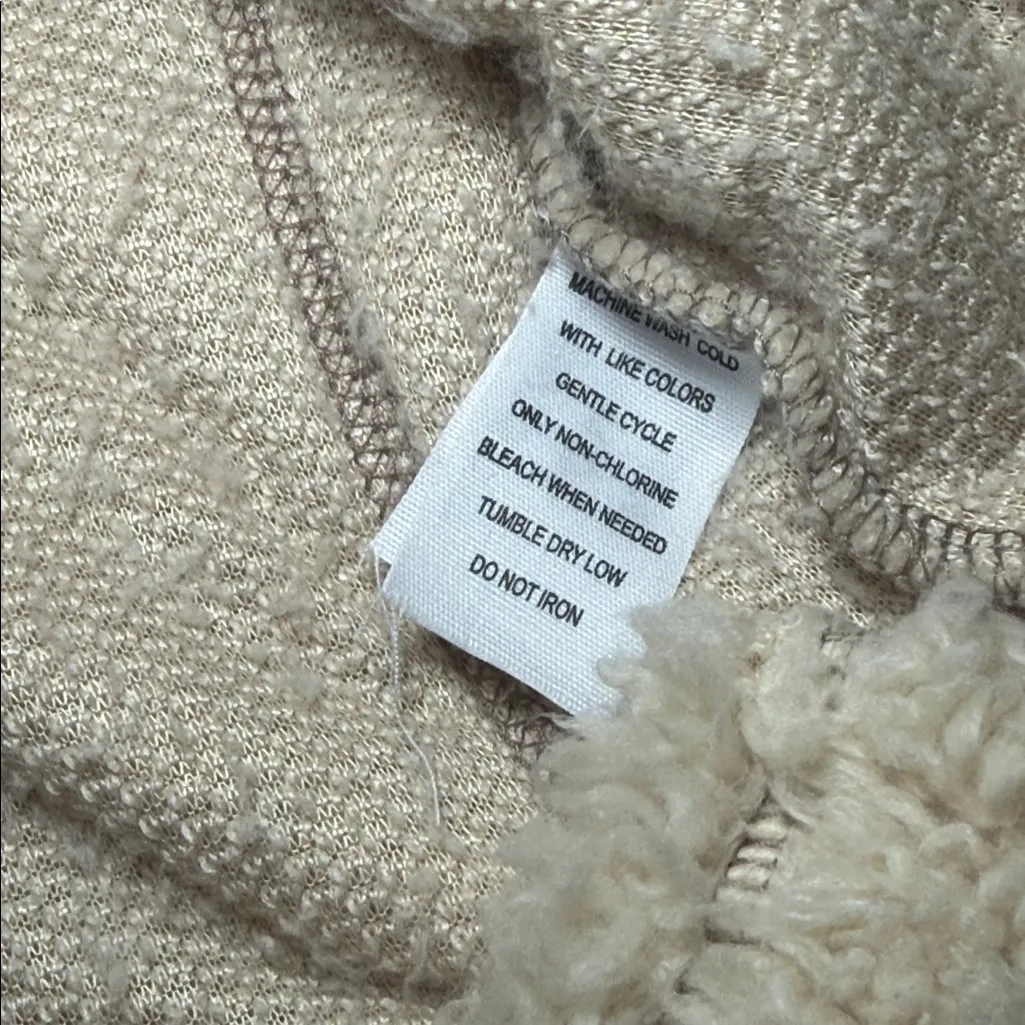 MACHINE WASH COLD
WITH LIKE COLORS
GENTLE CYCLE
ONLY NON-CHLORINE
BLEACH WHEN NEEDED
TUMBLE DRY LOW
DO NOT IRON